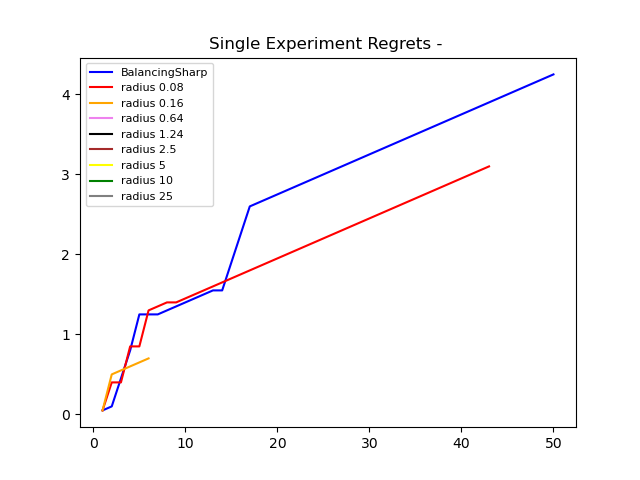 Single Experiment Regrets -
BalancingSharp
radius 0.08
radius 0.16
radius 0.64
radius 1.24
radius 2.5
radius 5
radius 10
radius 25
4
3
2
1
0
0 10 20 30 40 50